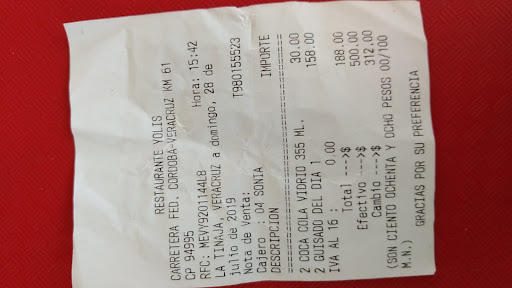 RESTAURANTE YOLIS
CARRETERA FED. CORDOBA-VERACRUZ KM 61
CP 94995
RFC: MEVY9201144L8 Hora: 15:42
LA TINAJA, VERACRUZ a domingo, 28 de
julio de 2019
Nota de Venta: T980155523
Cajero : 04 SONIA
DESCRIPCION IMPORTE
2 COCA COLA VIDRIO 355 ML. 30.00
2 GUISADO DEL DIA 1 158.00
IVA AL 16 : 0.00
Total --->$ 188.00
Efectivo --->$ 500.00
Cambio --->$ 312.00
(SON CIENTO OCHENTA Y OCHO PESOS 00/100
M.N.)
GRACIAS POR SU PREFERENCIA